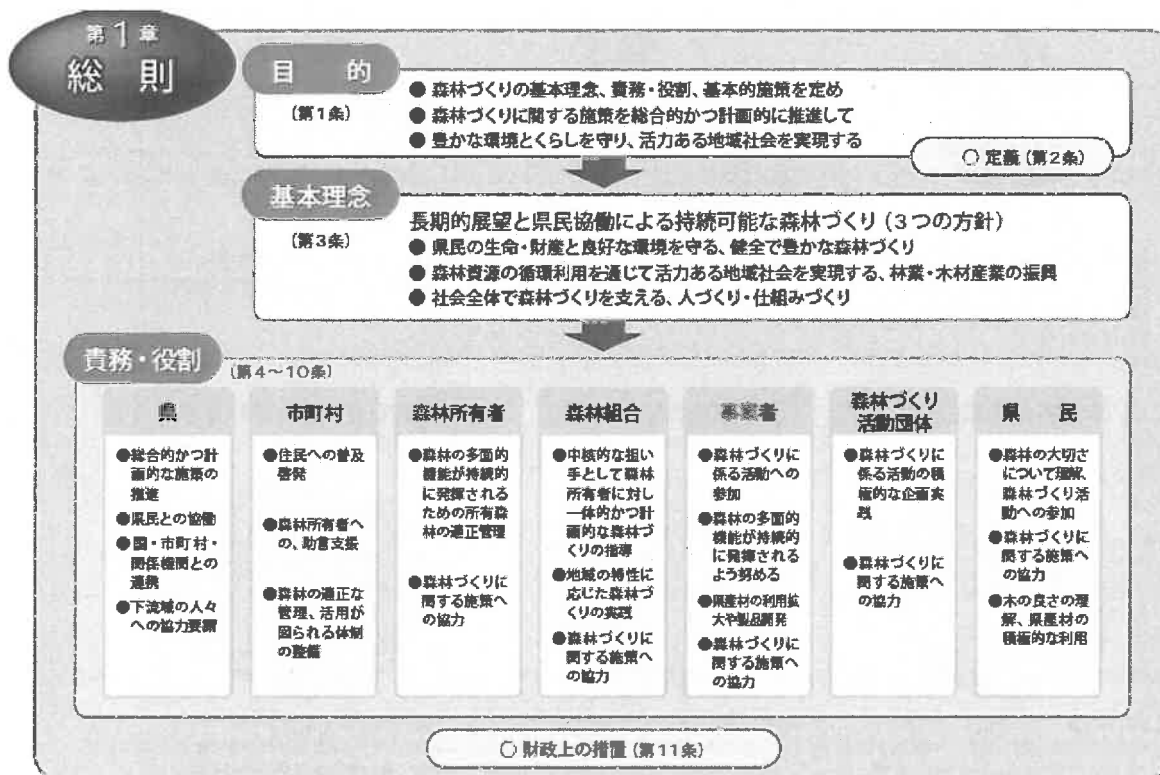 第1章
総則
目的
(第1条)
● 森林づくりの基本理念、責務・役割、基本的施策を定め
● 森林づくりに関する施策を総合的かつ計画的に推進して
● 豊かな環境とくらしを守り、活力ある地域社会を実現する
○ 定義(第2条)
基本理念
(第3条)
長期的展望と県民協働による持続可能な森林づくり(3つの方針)
● 県民の生命・財産と良好な環境を守る、健全で豊かな森林づくり
● 森林資源の循環利用を通じて活力ある地域社会を実現する、林業・木材産業の振興
● 社会全体で森林づくりを支える、人づくり・仕組みづくり
責務・役割
(第4~10条)
県
●総合的かつ計
画的な施策の
推進
●県民との協働
●国・市町村・
関係機関との
連携
●下流域の人々
への協力要請
市町村
●住民への普及
啓発
●森林所有者へ
の、助言支援
●森林の適正な
管理、活用が
図られる体制
の整備
森林所有者
●森林の多面的
機能が持続的
に発揮される
ための所有森
林の適正管理
●森林づくりに
関する施策へ
の協力
森林組合
●中核的な担い
手として森林
所有者に対し
一体的かつ計
画的な森林づ
くりの指導
●地域の特性に
応じた森林づ
くりの実践
●森林づくりに
関する施策へ
の協力
事業者
●森林づくりに
係る活動への
参加
●森林の多面的
機能が持続的
に発揮される
よう努める
●県産材の利用拡
大や製品開発
●森林づくりに
関する施策へ
の協力
森林づくり
活動団体
●森林づくりに
係る活動の積
極的な企画実
践
●森林づくりに
関する施策へ
の協力
県民
●森林の大切さ
について理解、
森林づくり活
動への参加
●森林づくりに
関する施策へ
の協力
●木の良さの理
解、県産材の
積極的な利用
○ 財政上の措置(第11条)